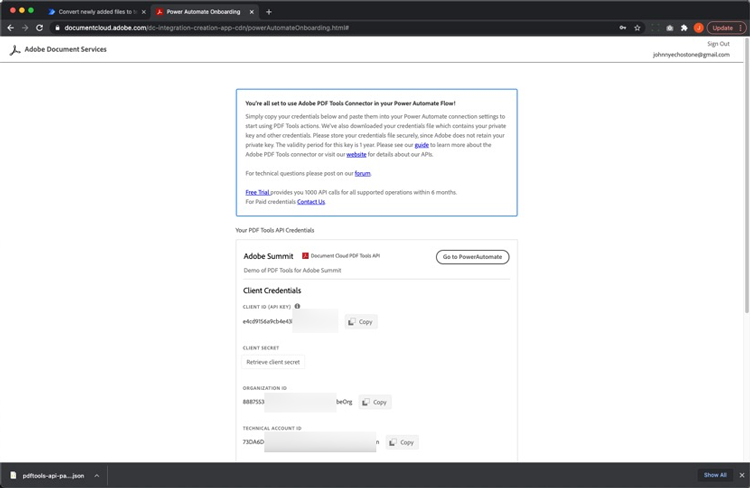 Convert newly added files to t
Power Automate Onboarding
documentcloud.adobe.com/dc-integration-creation-app-cdn/powerAutomateOnboarding.html#
J
Update
Adobe Document Services
Sign Out
johnnyechostone@gmail.com
You're all set to use Adobe PDF Tools Connector in your Power Automate Flow!
Simply copy your credentials below and paste them into your Power Automate connection settings to
start using PDF Tools actions. We've also downloaded your credentials file which contains your private
key and other credentials. Please store your credentials file securely, since Adobe does not retain your
private key. The validity period for this key is 1 year. Please see our guide to learn more about the
Adobe PDF Tools connector or visit our website for details about our APIs.
For technical questions please post on our forum.
Free Trial provides you 1000 API calls for all supported operations within 6 months.
For Paid credentials Contact Us.
Your PDF Tools API Credentials
Adobe Summit
Document Cloud PDF Tools API
Go to PowerAutomate
Demo of PDF Tools for Adobe Summit
Client Credentials
CLIENT ID (API KEY)
e4cd9156a9cb4e43
Copy
CLIENT SECRET
Retrieve client secret
ORGANIZATION ID
8B87553
beOrg
Copy
TECHNICAL ACCOUNT ID
73DA6D
n
Copy
pdftools-api-pa....json
Show All